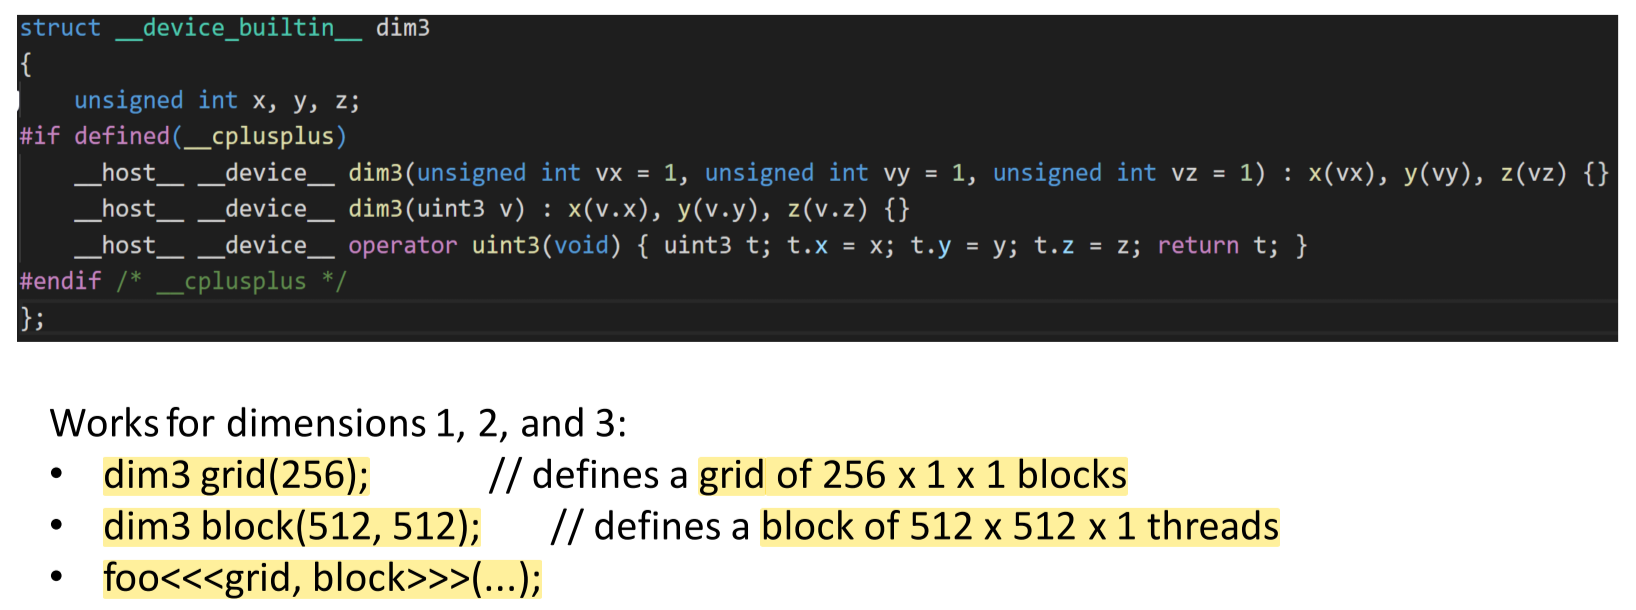 struct __device_builtin__ dim3
{
    unsigned int x, y, z;
#if defined(__cplusplus)
    __host__ __device__ dim3(unsigned int vx = 1, unsigned int vy = 1, unsigned int vz = 1) : x(vx), y(vy), z(vz) {}
    __host__ __device__ dim3(uint3 v) : x(v.x), y(v.y), z(v.z) {}
    __host__ __device__ operator uint3(void) { uint3 t; t.x = x; t.y = y; t.z = z; return t; }
#endif /* __cplusplus */
};
Works for dimensions 1, 2, and 3:
• dim3 grid(256); // defines a grid of 256 x 1 x 1 blocks
• dim3 block(512, 512); // defines a block of 512 x 512 x 1 threads
• foo<<<grid, block>>>(...);